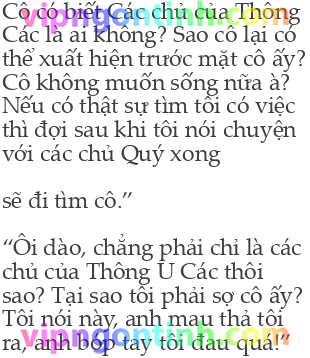 vipngontinh.com
Cô có biết Các chủ của Thông
Các là ai không? Sao cô lại có
thể xuất hiện trước mặt cô ấy?
Cô không muốn sống nữa à?
Nếu có thật sự tìm tôi có việc
thì đợi sau khi tôi nói chuyện
với các chủ Quý xong

sẽ đi tìm cô.”

“Ôi dào, chẳng phải chỉ là các
chủ của Thông U Các thôi
sao? Tại sao tôi phải sợ cô ấy?
Tôi nói này, anh mau thả tôi
ra, anh bóp tay tôi đau quá!”
vipngontinh.com